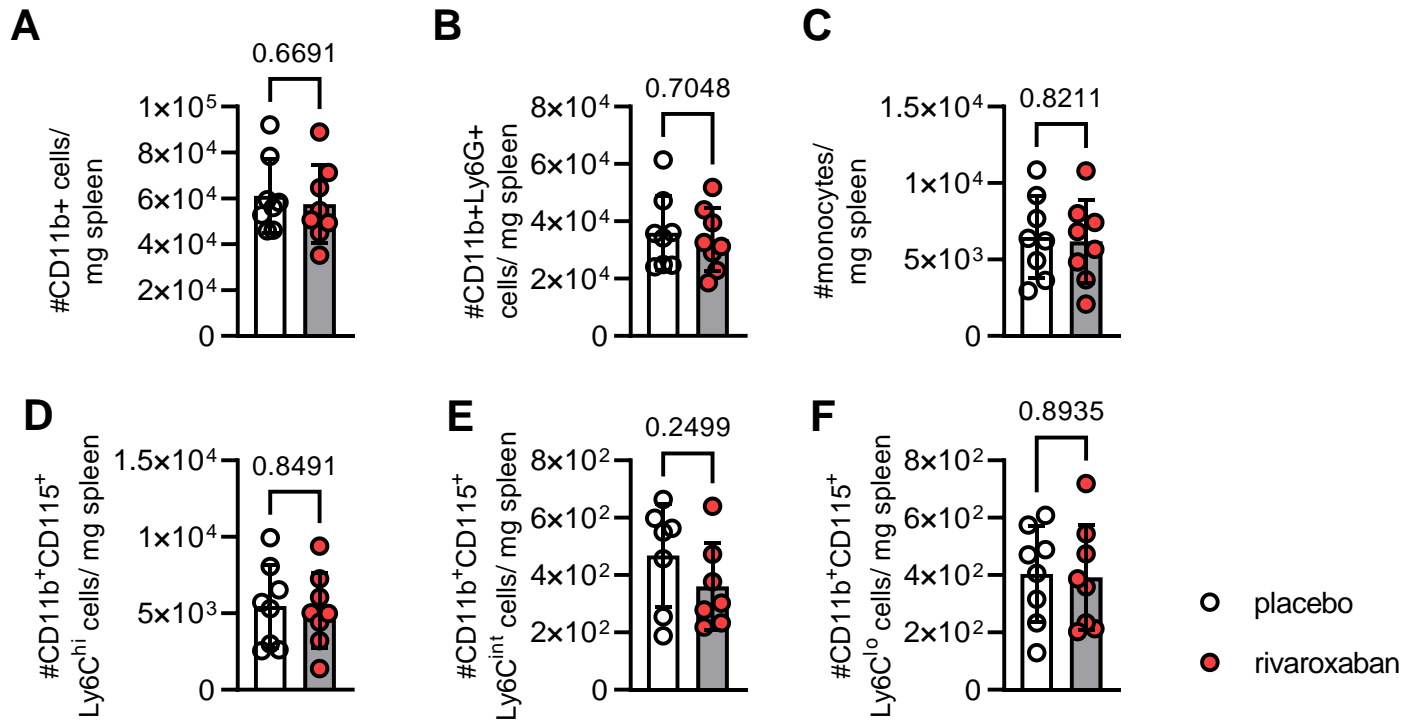 A
0.6691
#CD11b+ cells/
mg spleen
1×10⁵
8×10⁴
6×10⁴
4×10⁴
2×10⁴
0
B
0.7048
#CD11b+Ly6G+
cells/ mg spleen
8×10⁴
6×10⁴
4×10⁴
2×10⁴
0
C
0.8211
#monocytes/
mg spleen
1.5×10⁴
1×10⁴
5×10³
0
D
0.8491
#CD11b⁺CD115⁺
Ly6Cʰⁱ cells/ mg spleen
1.5×10⁴
1×10⁴
5×10³
0
E
0.2499
#CD11b⁺CD115⁺
Ly6Cⁱⁿᵗ cells/ mg spleen
8×10²
6×10²
4×10²
2×10²
0
F
0.8935
#CD11b⁺CD115⁺
Ly6Cˡᵒ cells/ mg spleen
8×10²
6×10²
4×10²
2×10²
0
placebo
rivaroxaban